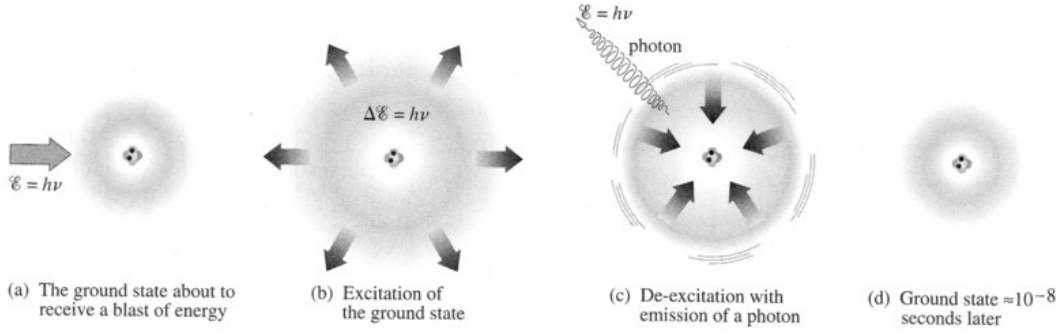 ℰ = hν
ℰ = hν
photon
Δℰ = hν
(a) The ground state about to
receive a blast of energy
(b) Excitation of
the ground state
(c) De-excitation with
emission of a photon
(d) Ground state ≈10⁻⁸
seconds later